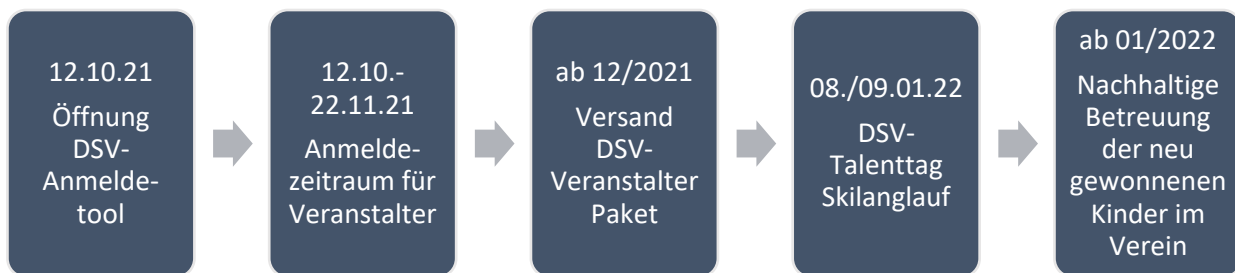 12.10.21
Öffnung
DSV-
Anmelde-
tool
12.10.-
22.11.21
Anmelde-
zeitraum für
Veranstalter
ab 12/2021
Versand
DSV-
Veranstalter
Paket
08./09.01.22
DSV-
Talenttag
Skilanglauf
ab 01/2022
Nachhaltige
Betreuung
der neu
gewonnenen
Kinder im
Verein